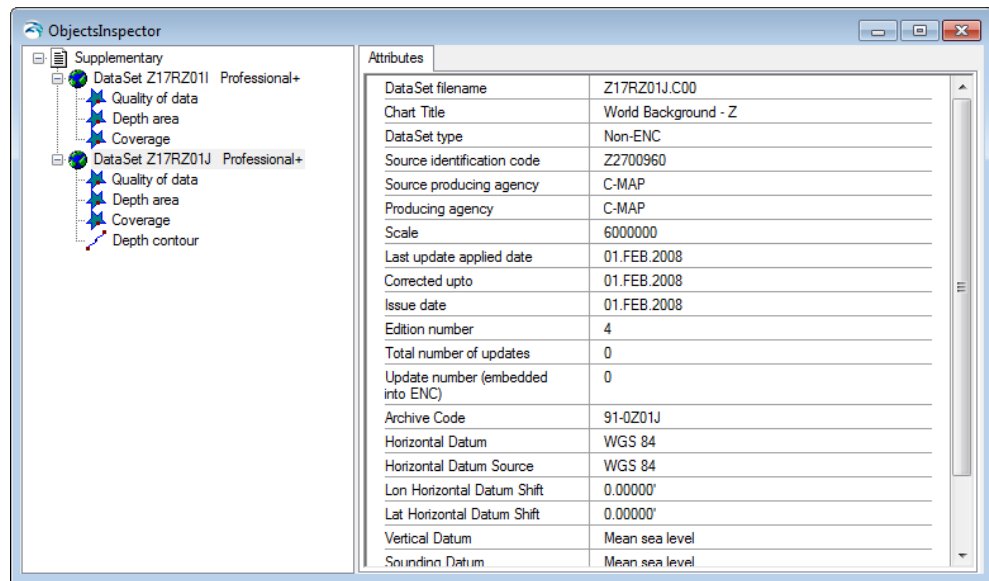 ObjectsInspector
Supplementary
DataSet Z17RZ01I Professional+
Quality of data
Depth area
Coverage
DataSet Z17RZ01J Professional+
Quality of data
Depth area
Coverage
Depth contour
Attributes
DataSet filename Z17RZ01J.C00
Chart Title World Background - Z
DataSet type Non-ENC
Source identification code Z2700960
Source producing agency C-MAP
Producing agency C-MAP
Scale 6000000
Last update applied date 01.FEB.2008
Corrected upto 01.FEB.2008
Issue date 01.FEB.2008
Edition number 4
Total number of updates 0
Update number (embedded 0
into ENC)
Archive Code 91-0Z01J
Horizontal Datum WGS 84
Horizontal Datum Source WGS 84
Lon Horizontal Datum Shift 0.00000'
Lat Horizontal Datum Shift 0.00000'
Vertical Datum Mean sea level
Sounding Datum Mean sea level